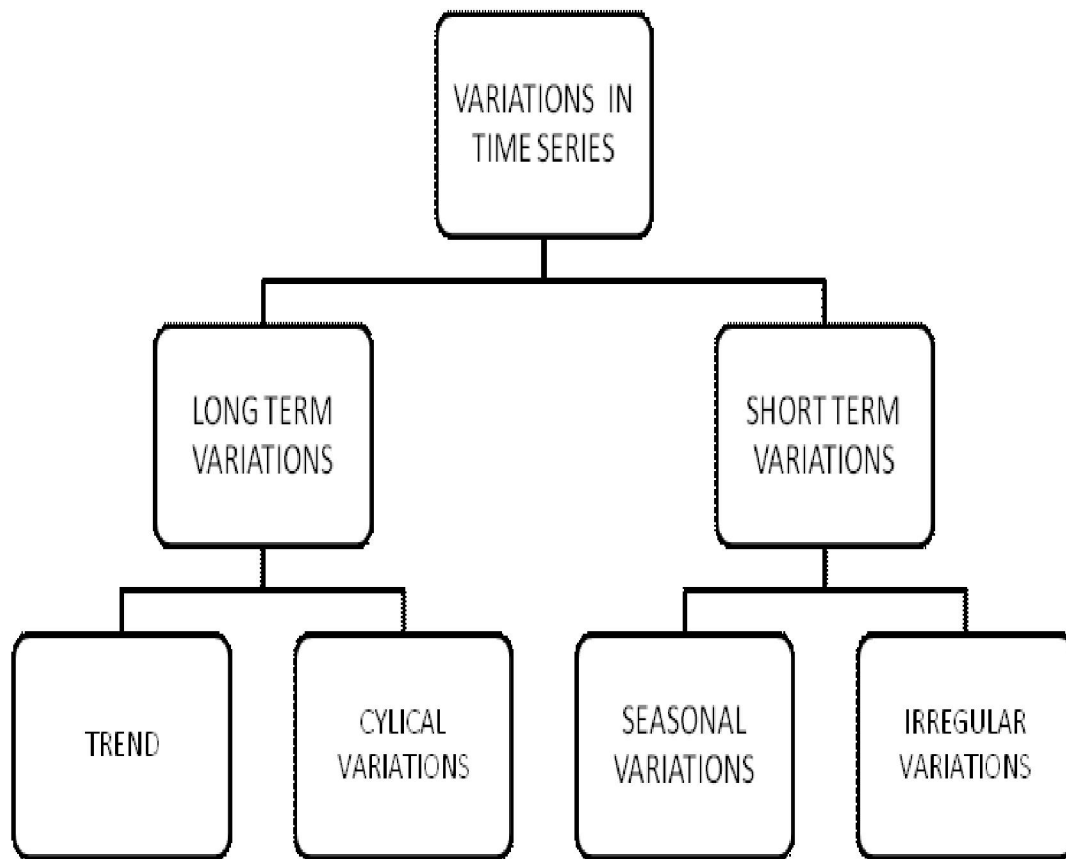 VARIATIONS IN
TIME SERIES
LONG TERM
VARIATIONS
SHORT TERM
VARIATIONS
TREND
CYLICAL
VARIATIONS
SEASONAL
VARIATIONS
IRREGULAR
VARIATIONS